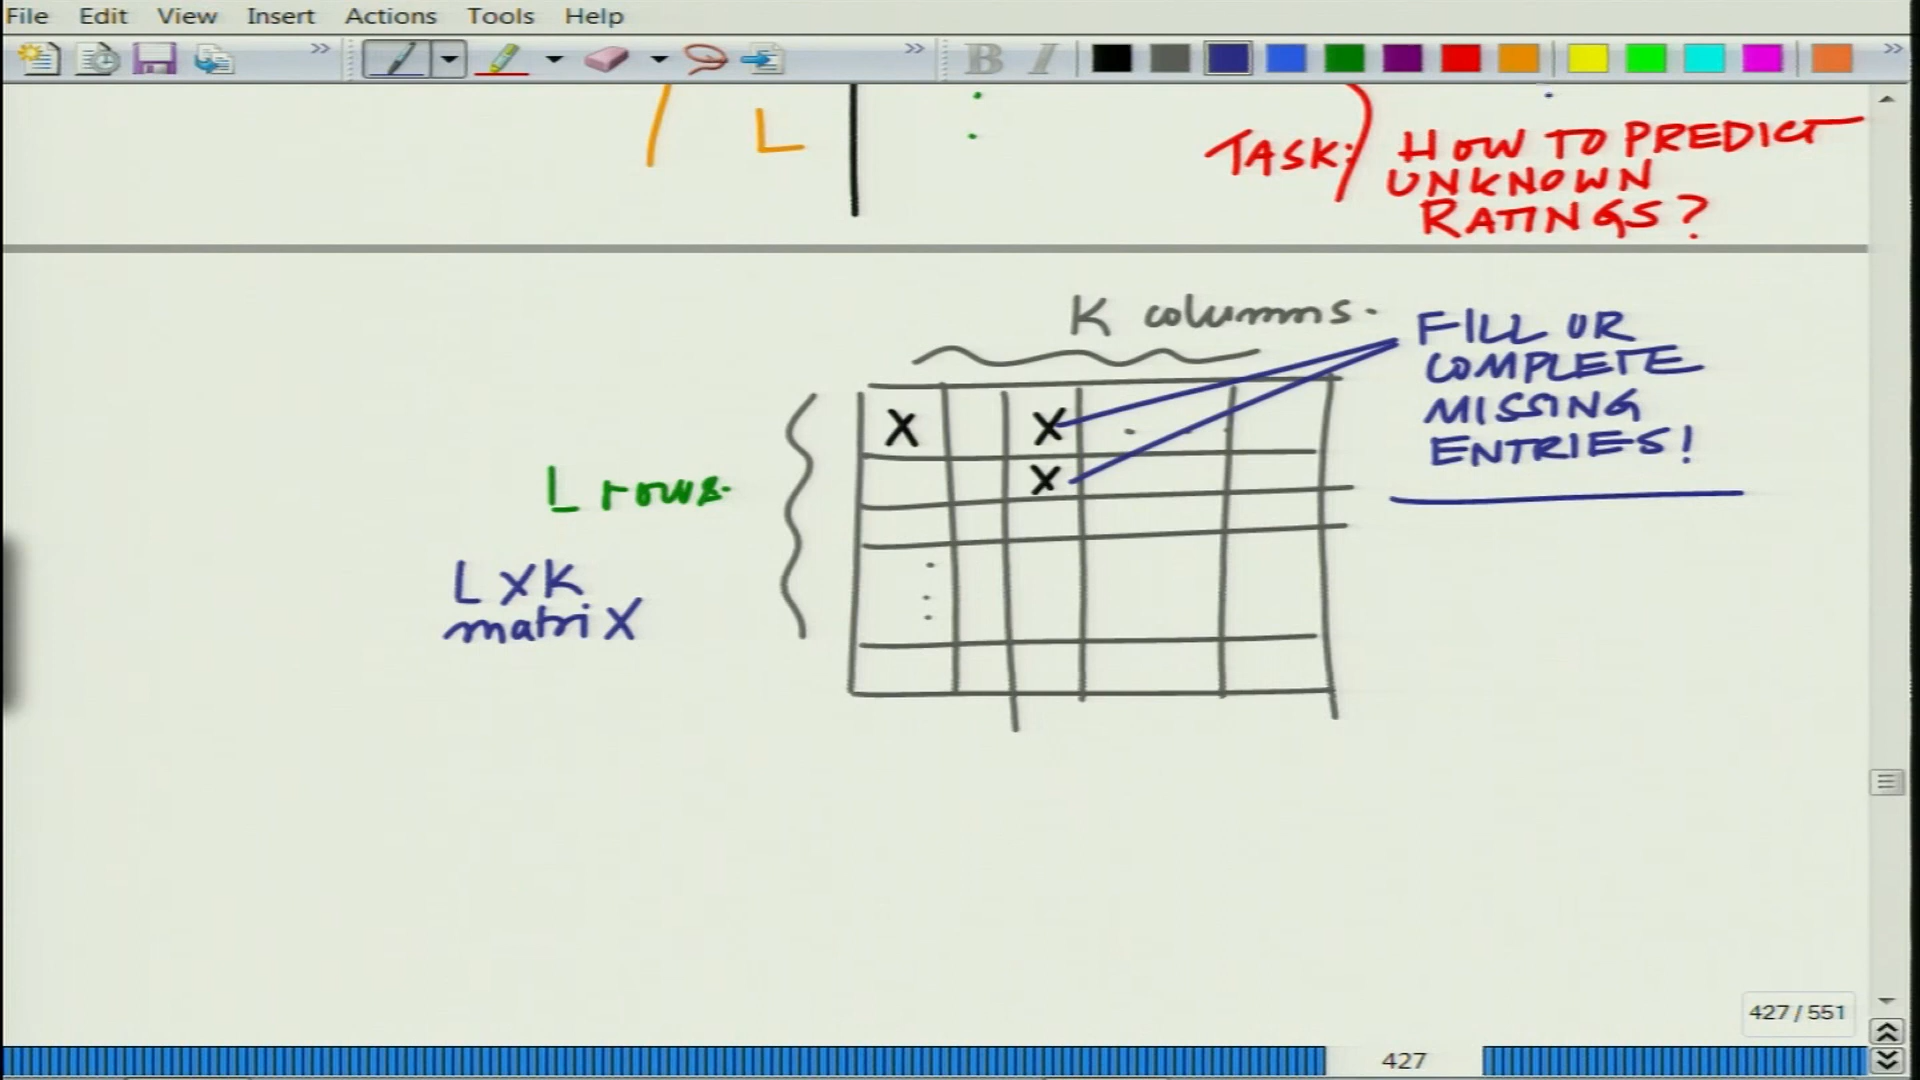 File Edit View Insert Actions Tools Help
B I
L
TASK: HOW TO PREDICT
UNKNOWN
RATINGS?
K columns.
FILL OR
COMPLETE
MISSING
ENTRIES!
X X
X
L rows.
L X K
matriX
427 / 551
427